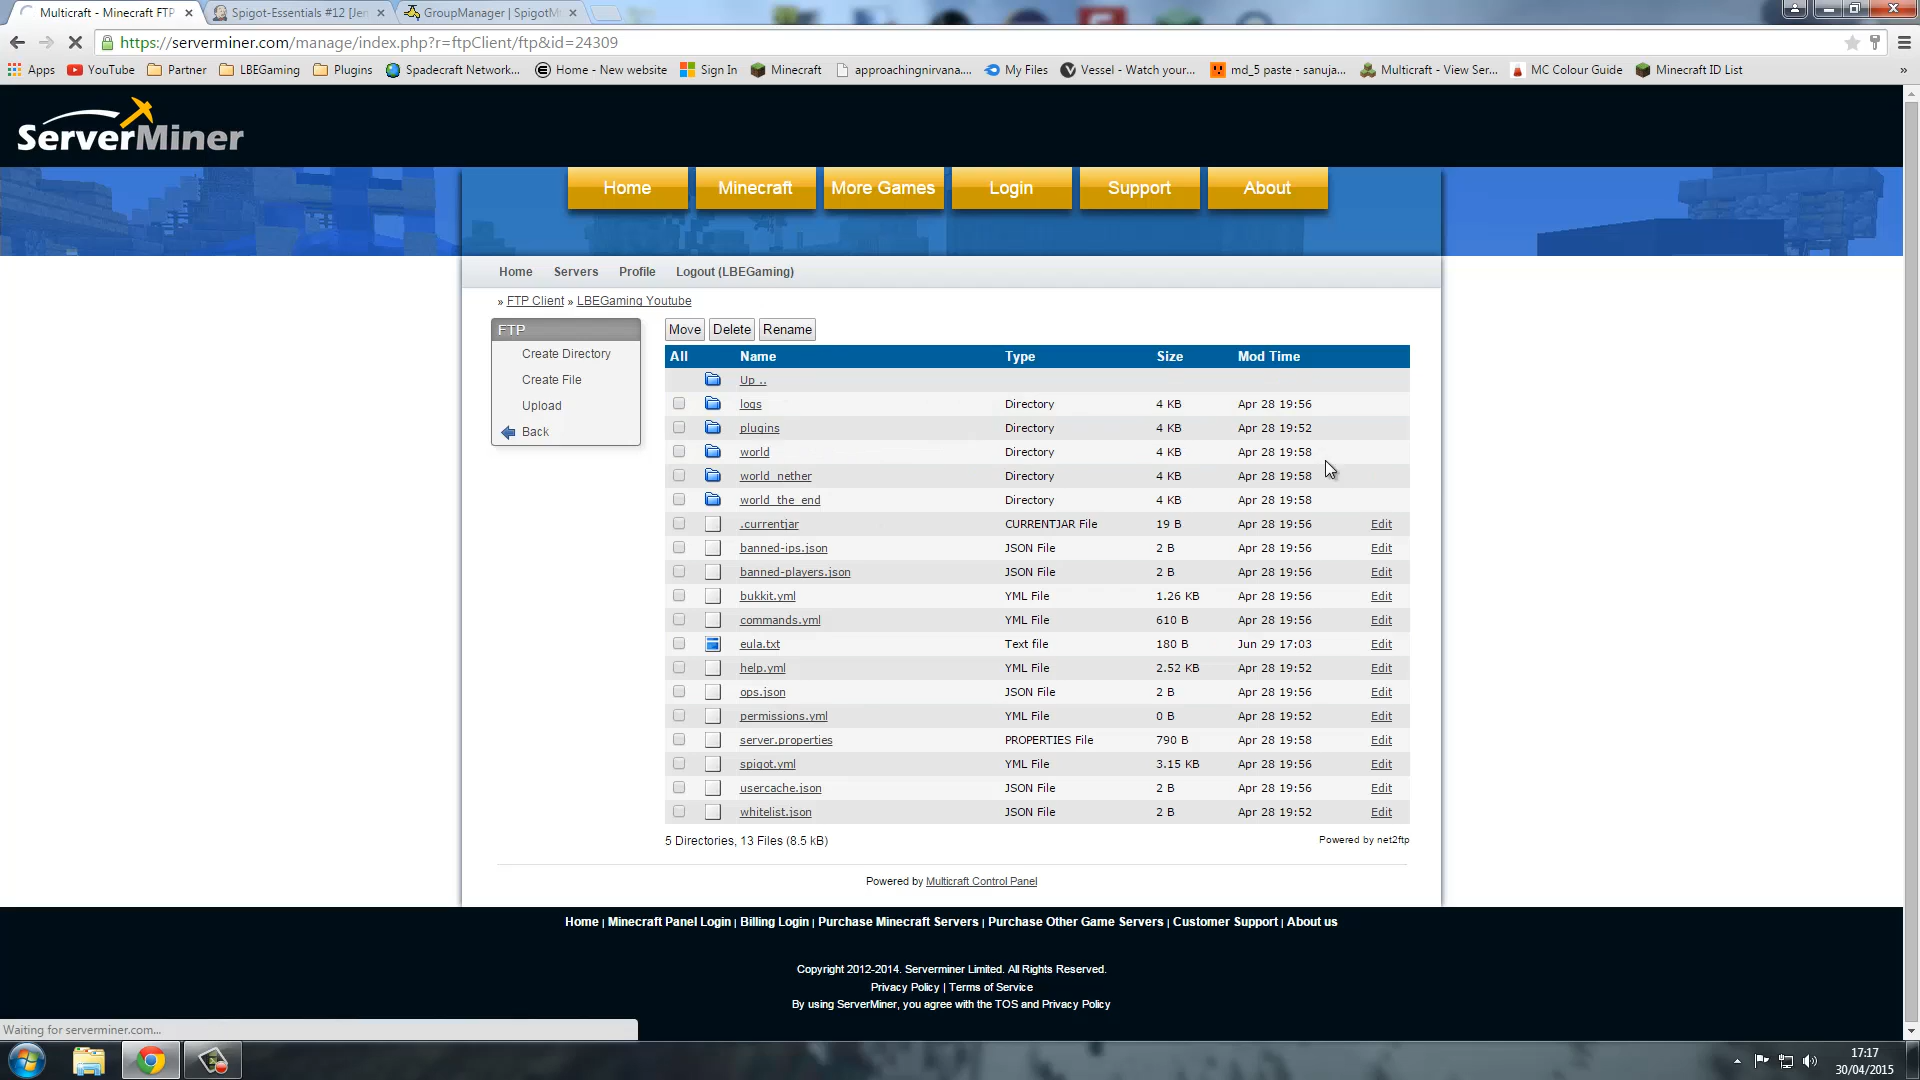 Multicraft - Minecraft FTP
Spigot-Essentials #12 [Jen
GroupManager | SpigotM
https://serverminer.com/manage/index.php?r=ftpClient/ftp&id=24309
Apps YouTube Partner LBEGaming Plugins Spadecraft Network... Home - New website Sign In Minecraft approachingnirvana.... My Files Vessel - Watch your... md_5 paste - sanuja... Multicraft - View Ser... MC Colour Guide Minecraft ID List »
ServerMiner
Home Minecraft More Games Login Support About
Home Servers Profile Logout (LBEGaming)
» FTP Client » LBEGaming Youtube
FTP
Create Directory
Create File
Upload
Back
Move Delete Rename
All Name Type Size Mod Time
Up ..
logs Directory 4 KB Apr 28 19:56
plugins Directory 4 KB Apr 28 19:52
world Directory 4 KB Apr 28 19:58
world_nether Directory 4 KB Apr 28 19:58
world_the_end Directory 4 KB Apr 28 19:58
.currentjar CURRENTJAR File 19 B Apr 28 19:56 Edit
banned-ips.json JSON File 2 B Apr 28 19:56 Edit
banned-players.json JSON File 2 B Apr 28 19:56 Edit
bukkit.yml YML File 1.26 KB Apr 28 19:56 Edit
commands.yml YML File 610 B Apr 28 19:56 Edit
eula.txt Text file 180 B Jun 29 17:03 Edit
help.yml YML File 2.52 KB Apr 28 19:52 Edit
ops.json JSON File 2 B Apr 28 19:56 Edit
permissions.yml YML File 0 B Apr 28 19:52 Edit
server.properties PROPERTIES File 790 B Apr 28 19:58 Edit
spigot.yml YML File 3.15 KB Apr 28 19:56 Edit
usercache.json JSON File 2 B Apr 28 19:56 Edit
whitelist.json JSON File 2 B Apr 28 19:52 Edit
5 Directories, 13 Files (8.5 kB)
Powered by net2ftp
Powered by Multicraft Control Panel
Home | Minecraft Panel Login | Billing Login | Purchase Minecraft Servers | Purchase Other Game Servers | Customer Support | About us
Copyright 2012-2014. Serverminer Limited. All Rights Reserved.
Privacy Policy | Terms of Service
By using ServerMiner, you agree with the TOS and Privacy Policy
Waiting for serverminer.com...
17:17
30/04/2015